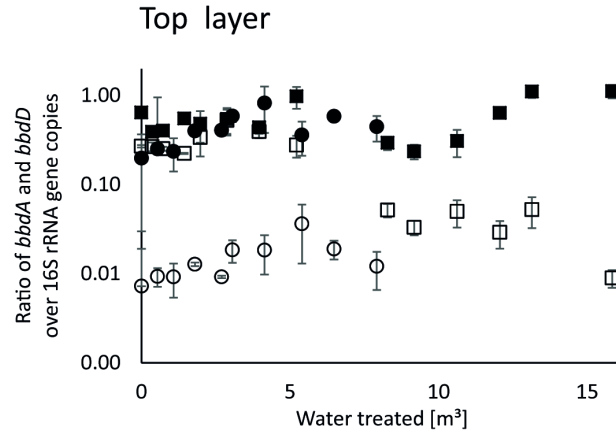 Top layer
Ratio of bbdA and bbdD
over 16S rRNA gene copies
1.00
0.10
0.01
0.00
0 5 10 15
Water treated [m³]